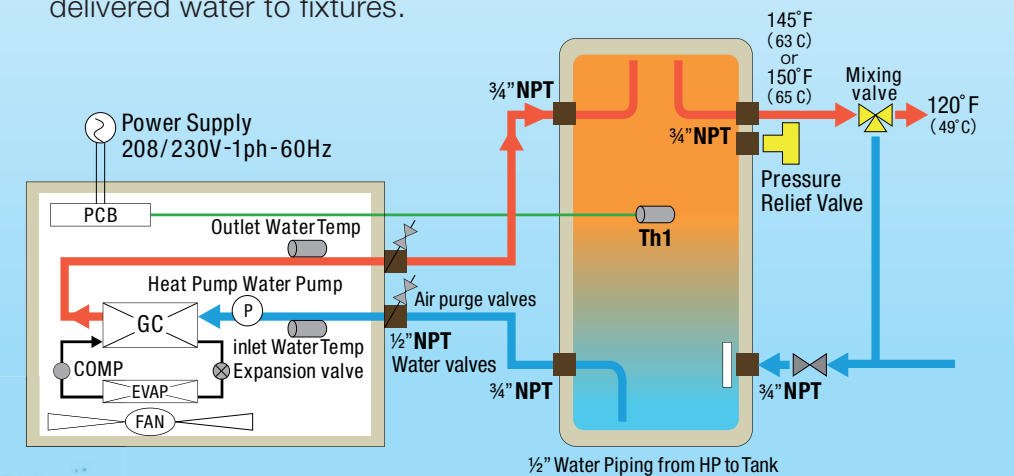 delivered water to fixtures.
145°F
(63 C)
or
150°F
(65 C)
Mixing
valve
120°F
(49°C)
¾” NPT
¾” NPT
Pressure
Relief Valve
Power Supply
208/230V-1ph-60Hz
PCB
Outlet Water Temp
Th1
Heat Pump Water Pump
Air purge valves
P
GC
½” NPT
Water valves
inlet Water Temp
Expansion valve
COMP
EVAP
FAN
¾” NPT
¾” NPT
½” Water Piping from HP to Tank